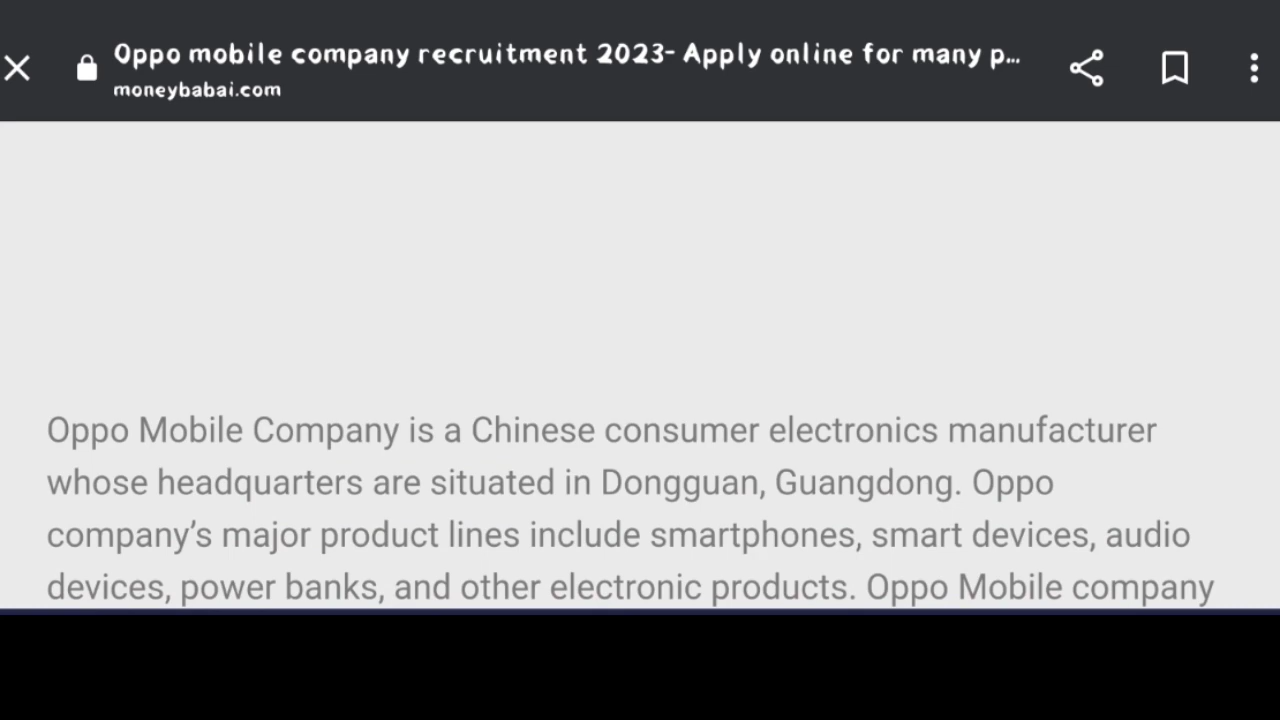 Oppo mobile company recruitment 2023- Apply online for many p...
moneybabai.com
Oppo Mobile Company is a Chinese consumer electronics manufacturer
whose headquarters are situated in Dongguan, Guangdong. Oppo
company’s major product lines include smartphones, smart devices, audio
devices, power banks, and other electronic products. Oppo Mobile company